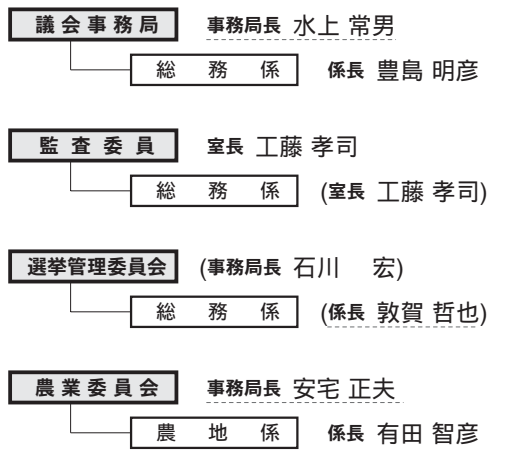 議会事務局 事務局長 水上 常男
総務係 係長 豊島 明彦
監査委員 室長 工藤 孝司
総務係 (室長 工藤 孝司)
選挙管理委員会 (事務局長 石川 宏)
総務係 (係長 敦賀 哲也)
農業委員会 事務局長 安宅 正夫
農地係 係長 有田 智彦